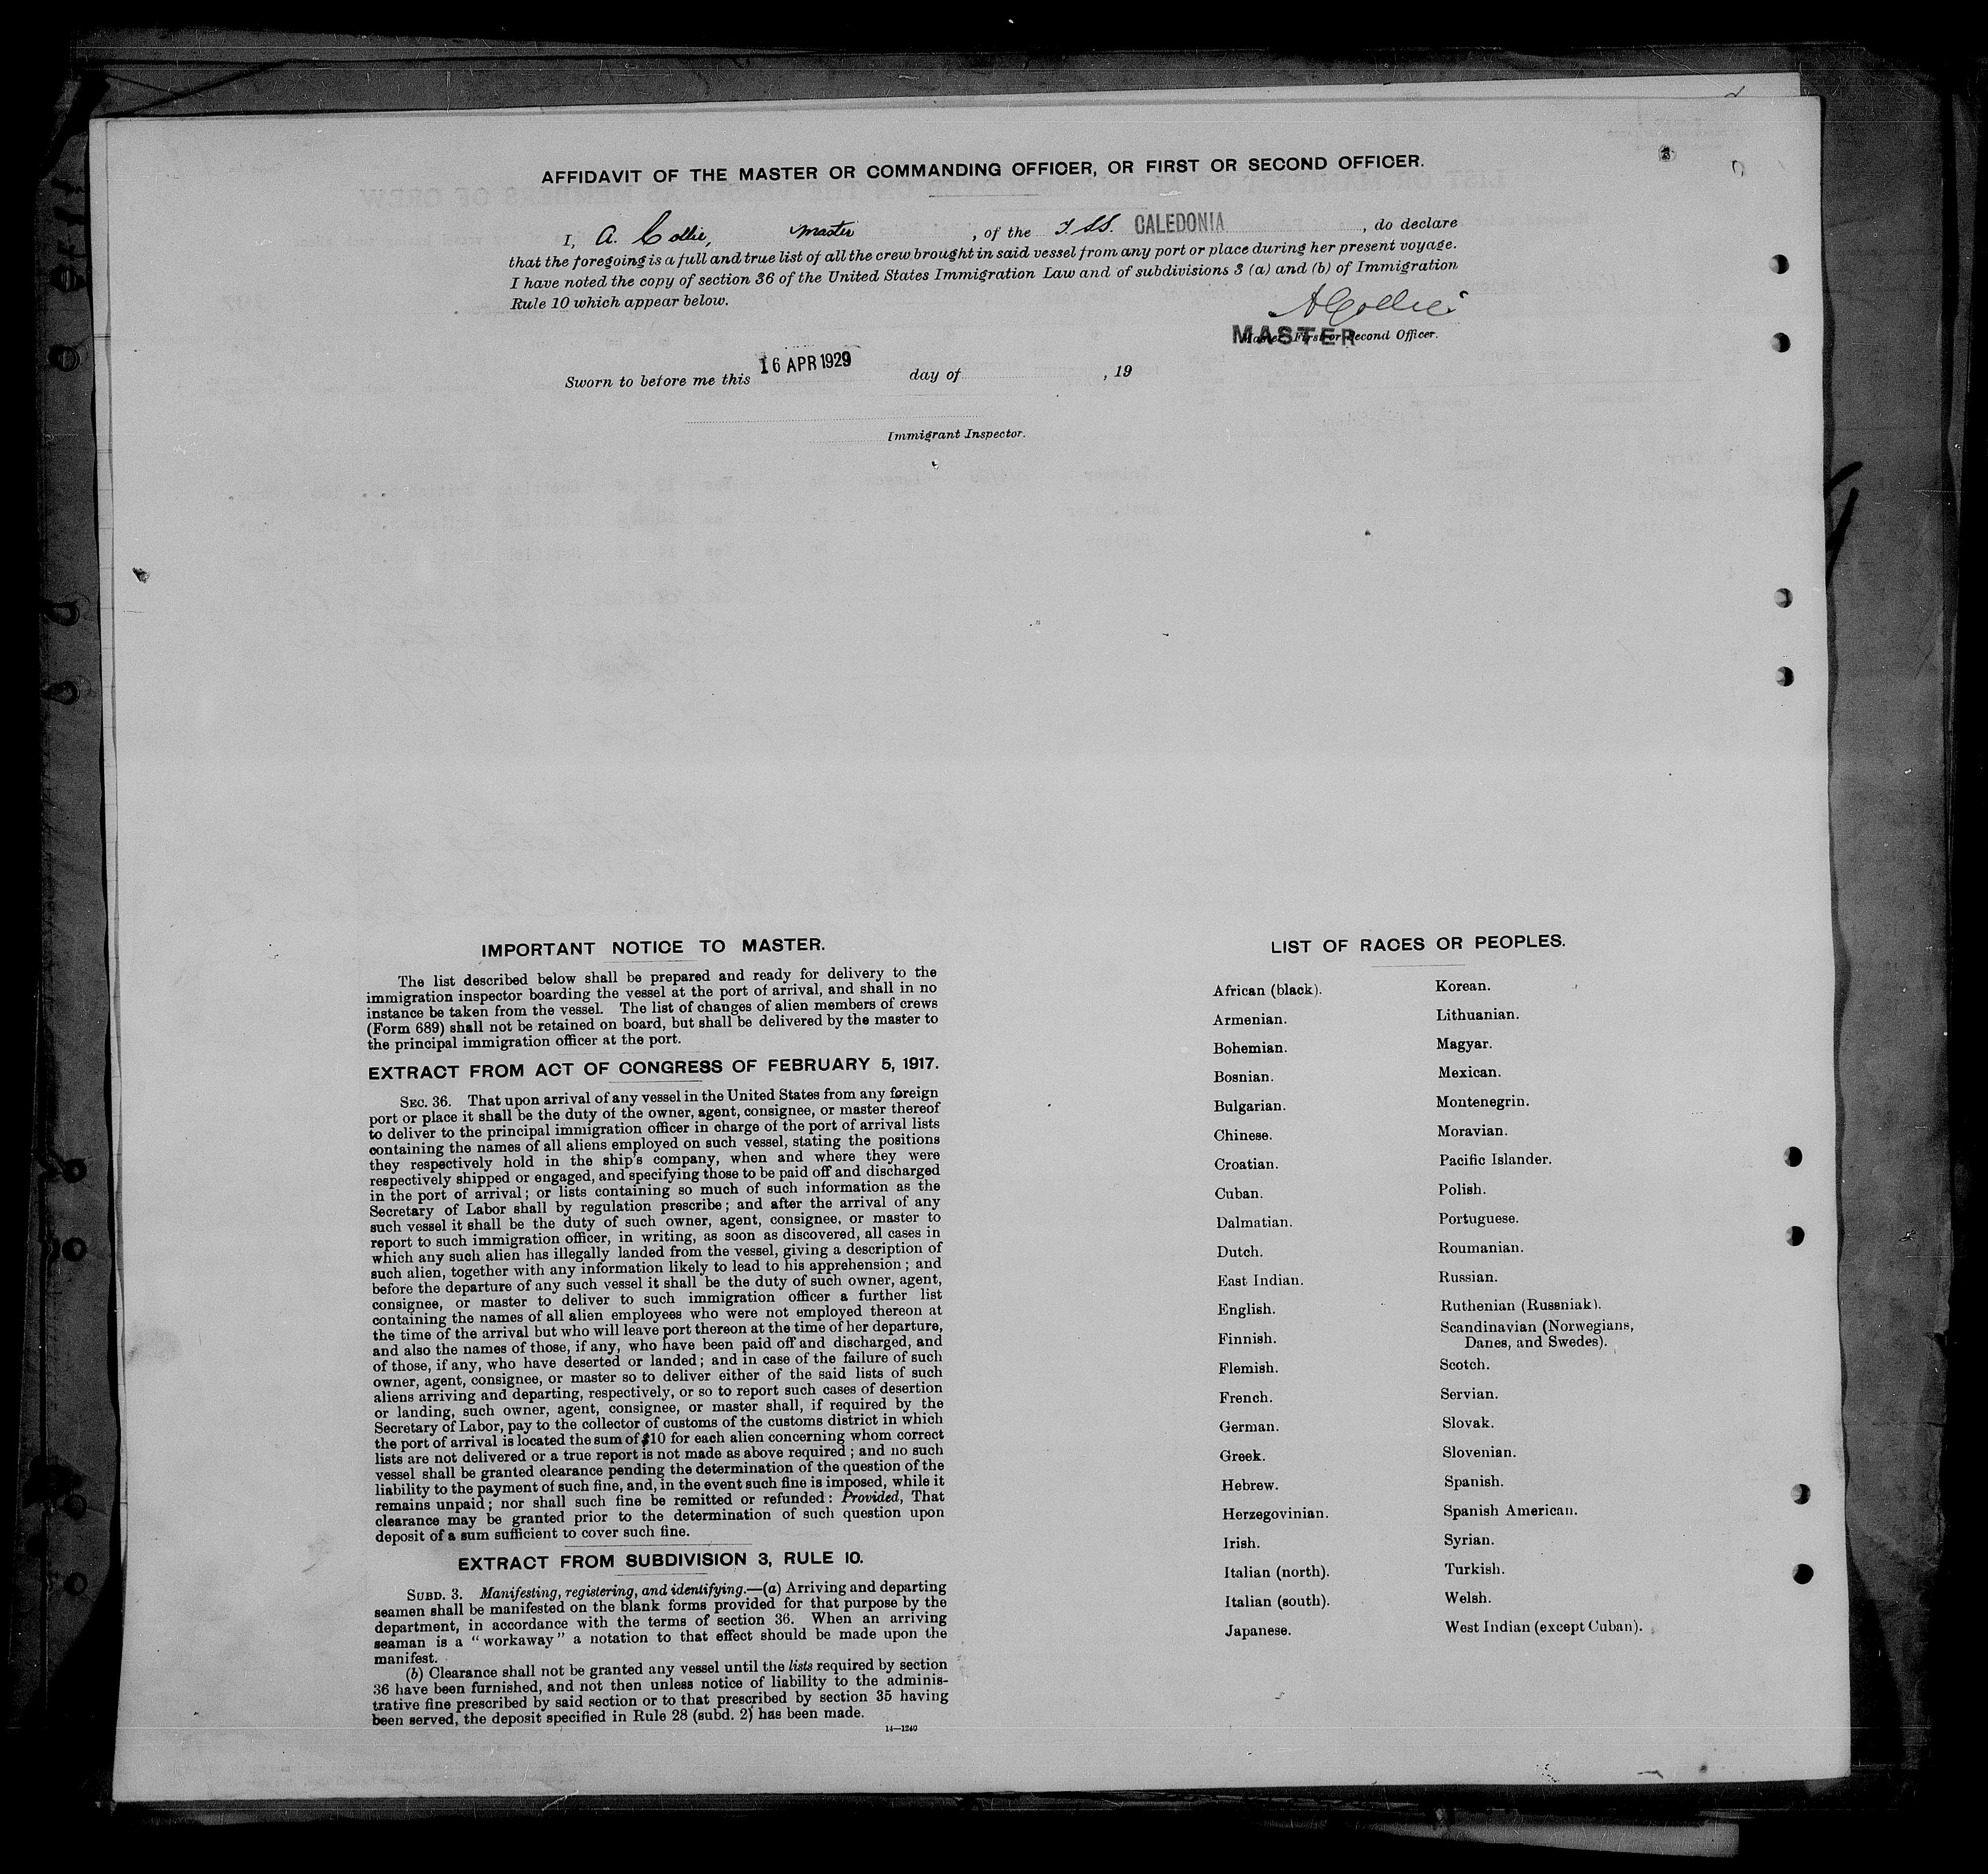 AFFIDAVIT OF THE MASTER OR COMMANDING OFFICER, OR FIRST OR SECOND OFFICER.
I, A. Collie, Master, of the T.SS. CALEDONIA, do declare
that the foregoing is a full and true list of all the crew brought in said vessel from any port or place during her present voyage.
I have noted the copy of section 36 of the United States Immigration Law and of subdivisions 3 (a) and (b) of Immigration
Rule 10 which appear below.
A Collie
MASTER
Master, First or Second Officer.
Sworn to before me this 16 APR 1929 day of , 19
Immigrant Inspector.
IMPORTANT NOTICE TO MASTER.
The list described below shall be prepared and ready for delivery to the
immigration inspector boarding the vessel at the port of arrival, and shall in no
instance be taken from the vessel. The list of changes of alien members of crews
(Form 689) shall not be retained on board, but shall be delivered by the master to
the principal immigration officer at the port.
EXTRACT FROM ACT OF CONGRESS OF FEBRUARY 5, 1917.
SEC. 36. That upon arrival of any vessel in the United States from any foreign
port or place it shall be the duty of the owner, agent, consignee, or master thereof
to deliver to the principal immigration officer in charge of the port of arrival lists
containing the names of all aliens employed on such vessel, stating the positions
they respectively hold in the ship's company, when and where they were
respectively shipped or engaged, and specifying those to be paid off and discharged
in the port of arrival; or lists containing so much of such information as the
Secretary of Labor shall by regulation prescribe; and after the arrival of any
such vessel it shall be the duty of such owner, agent, consignee, or master to
report to such immigration officer, in writing, as soon as discovered, all cases in
which any such alien has illegally landed from the vessel, giving a description of
such alien, together with any information likely to lead to his apprehension; and
before the departure of any such vessel it shall be the duty of such owner, agent,
consignee, or master to deliver to such immigration officer a further list
containing the names of all alien employees who were not employed thereon at
the time of the arrival but who will leave port thereon at the time of her departure,
and also the names of those, if any, who have been paid off and discharged, and
of those, if any, who have deserted or landed; and in case of the failure of such
owner, agent, consignee, or master so to deliver either of the said lists of such
aliens arriving and departing, respectively, or so to report such cases of desertion
or landing, such owner, agent, consignee, or master shall, if required by the
Secretary of Labor, pay to the collector of customs of the customs district in which
the port of arrival is located the sum of $10 for each alien concerning whom correct
lists are not delivered or a true report is not made as above required; and no such
vessel shall be granted clearance pending the determination of the question of the
liability to the payment of such fine, and, in the event such fine is imposed, while it
remains unpaid; nor shall such fine be remitted or refunded: Provided, That
clearance may be granted prior to the determination of such question upon
deposit of a sum sufficient to cover such fine.
EXTRACT FROM SUBDIVISION 3, RULE 10.
SUBD. 3. Manifesting, registering, and identifying.—(a) Arriving and departing
seamen shall be manifested on the blank forms provided for that purpose by the
department, in accordance with the terms of section 36. When an arriving
seaman is a "workaway" a notation to that effect should be made upon the
manifest.
(b) Clearance shall not be granted any vessel until the lists required by section
36 have been furnished, and not then unless notice of liability to the adminis-
trative fine prescribed by said section or to that prescribed by section 35 having
been served, the deposit specified in Rule 28 (subd. 2) has been made.
14—1240
LIST OF RACES OR PEOPLES.
African (black).
Armenian.
Bohemian.
Bosnian.
Bulgarian.
Chinese.
Croatian.
Cuban.
Dalmatian.
Dutch.
East Indian.
English.
Finnish.
Flemish.
French.
German.
Greek.
Hebrew.
Herzegovinian.
Irish.
Italian (north).
Italian (south).
Japanese.
Korean.
Lithuanian.
Magyar.
Mexican.
Montenegrin.
Moravian.
Pacific Islander.
Polish.
Portuguese.
Roumanian.
Russian.
Ruthenian (Russniak).
Scandinavian (Norwegians,
Danes, and Swedes).
Scotch.
Servian.
Slovak.
Slovenian.
Spanish.
Spanish American.
Syrian.
Turkish.
Welsh.
West Indian (except Cuban).